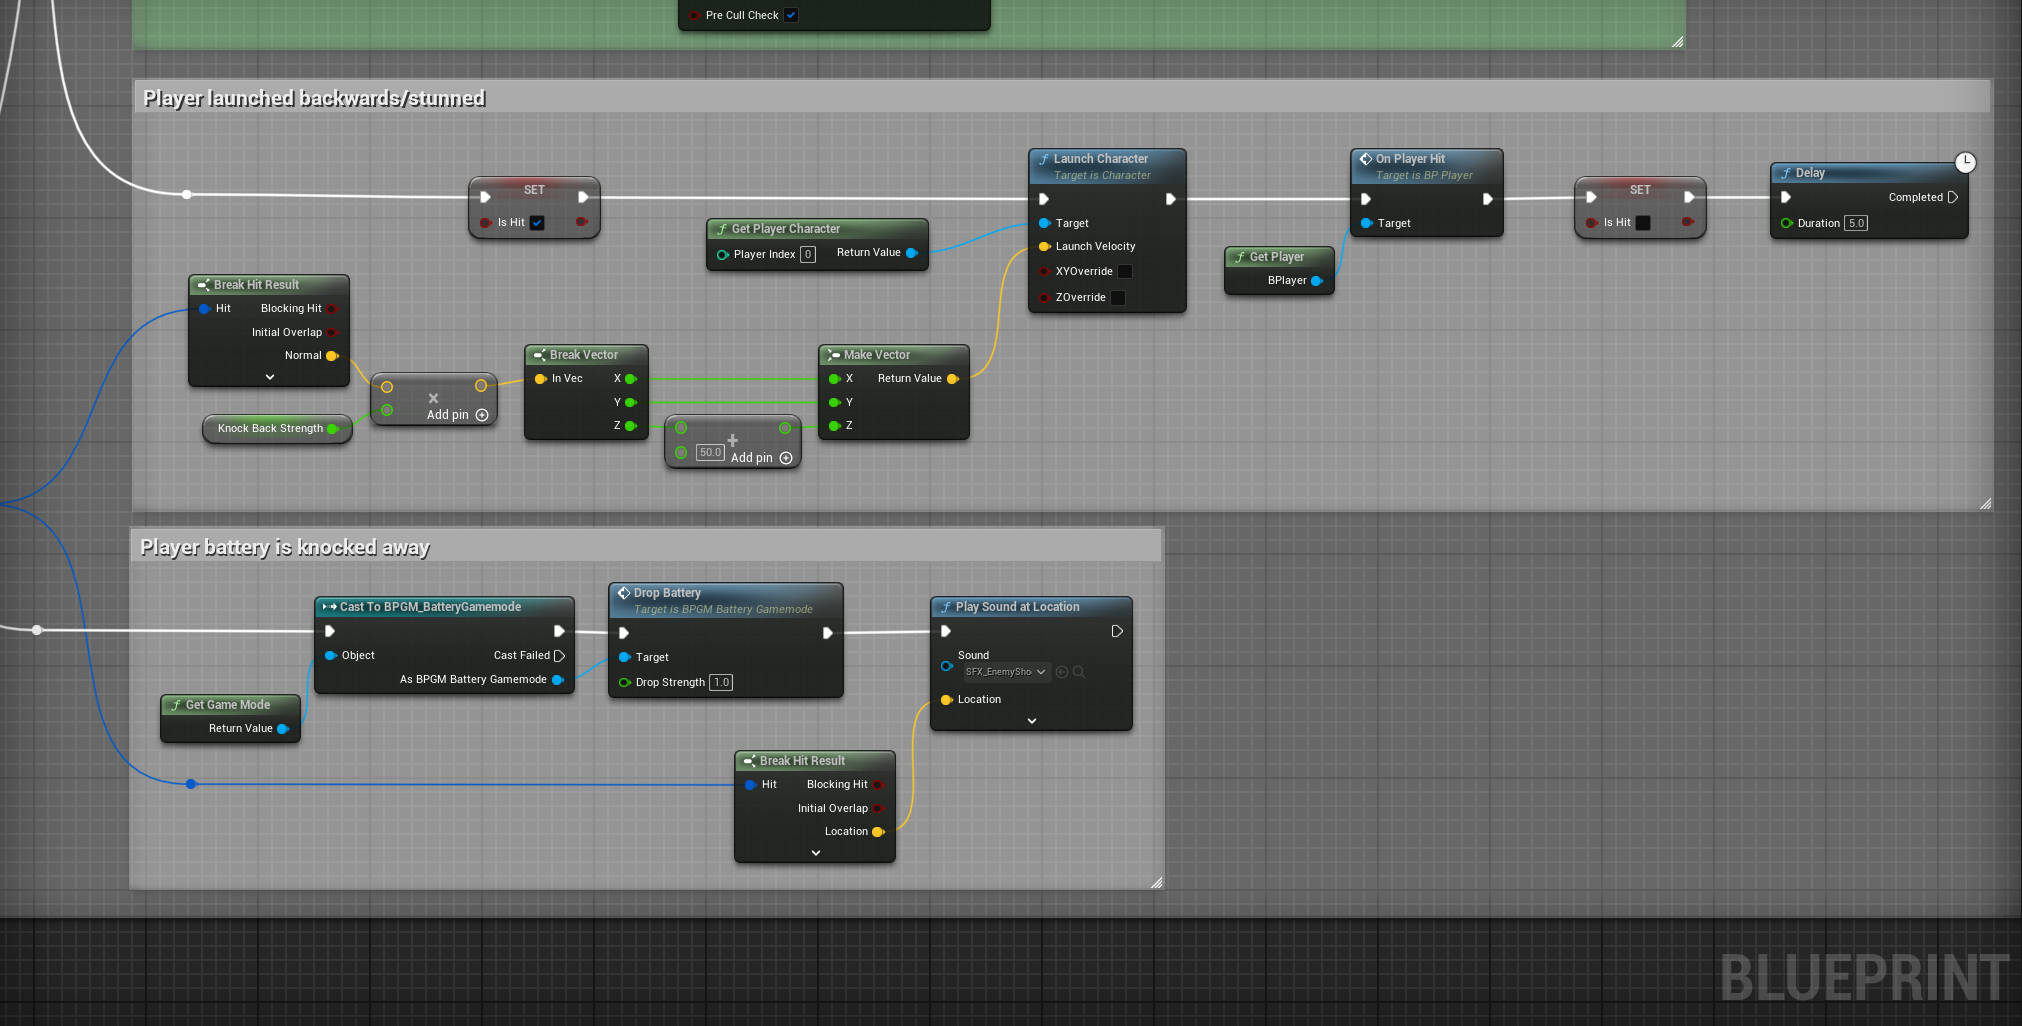 Pre Cull Check
Player launched backwards/stunned
SET
Is Hit
Get Player Character
Player Index 0 Return Value
Launch Character
Target is Character
Target
Launch Velocity
XYOverride
ZOverride
On Player Hit
Target is BP Player
Target
Get Player
BPlayer
SET
Is Hit
Delay
Completed
Duration 5.0
Break Hit Result
Hit Blocking Hit
Initial Overlap
Normal
Knock Back Strength
Add pin
Break Vector
In Vec X
Y
Z
50.0 Add pin
Make Vector
X Return Value
Y
Z
Player battery is knocked away
Cast To BPGM_BatteryGamemode
Object Cast Failed
As BPGM Battery Gamemode
Get Game Mode
Return Value
Drop Battery
Target is BPGM Battery Gamemode
Target
Drop Strength 1.0
Play Sound at Location
Sound
SFX_EnemySho
Location
Break Hit Result
Hit Blocking Hit
Initial Overlap
Location
BLUEPRINT